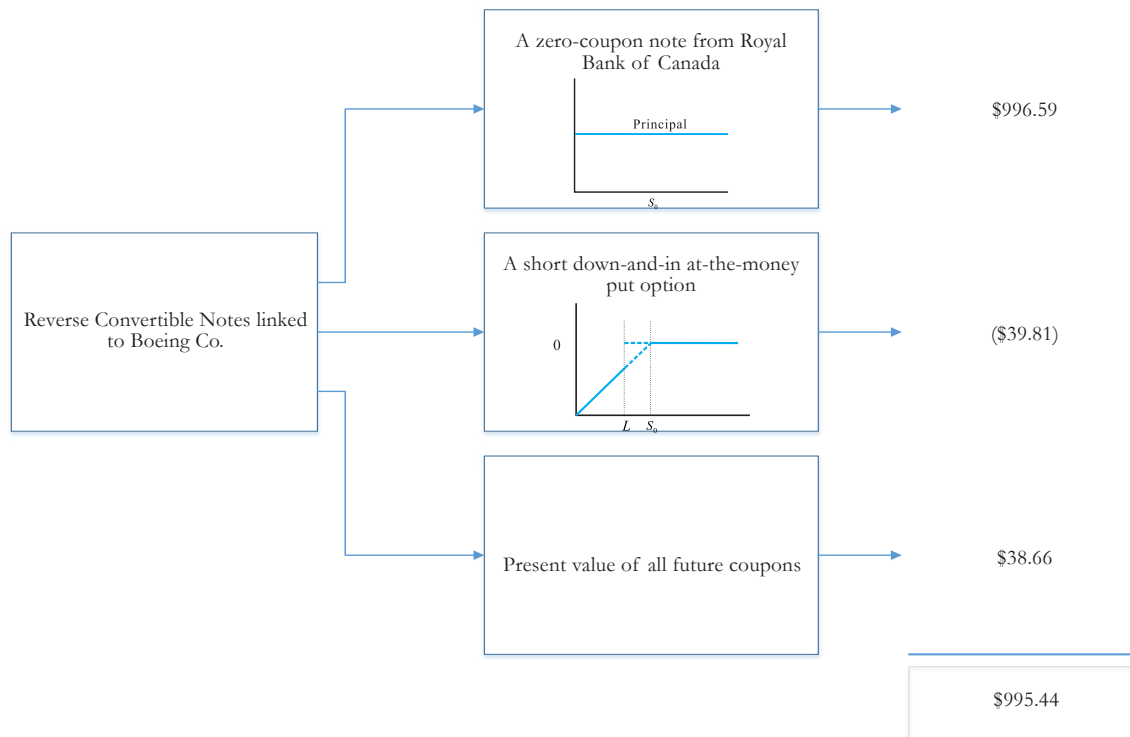 A zero-coupon note from Royal
Bank of Canada
Principal
S₀
$996.59
Reverse Convertible Notes linked
to Boeing Co.
A short down-and-in at-the-money
put option
0
L S₀
($39.81)
Present value of all future coupons
$38.66
$995.44